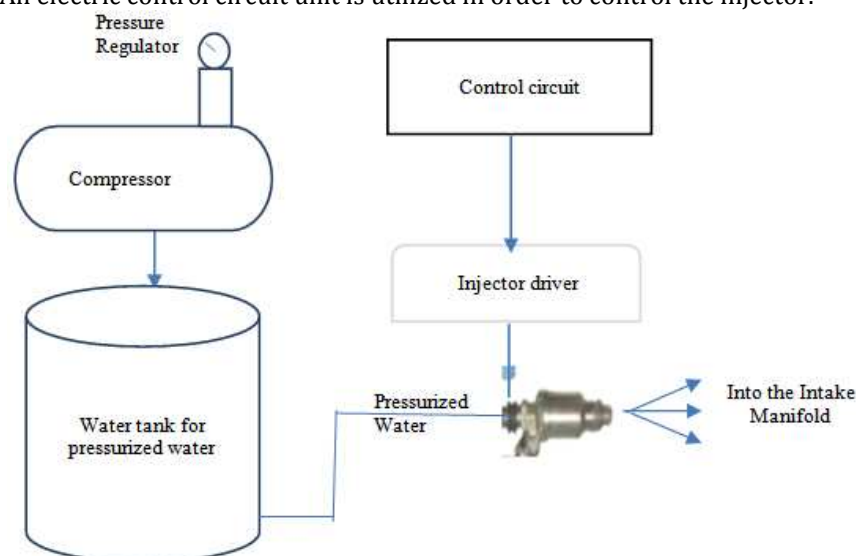 An electric control circuit unit is utilized in order to control the injector.
Pressure
Regulator
Control circuit
Compressor
Injector driver
Water tank for
pressurized water
Pressurized
Water
Into the Intake
Manifold